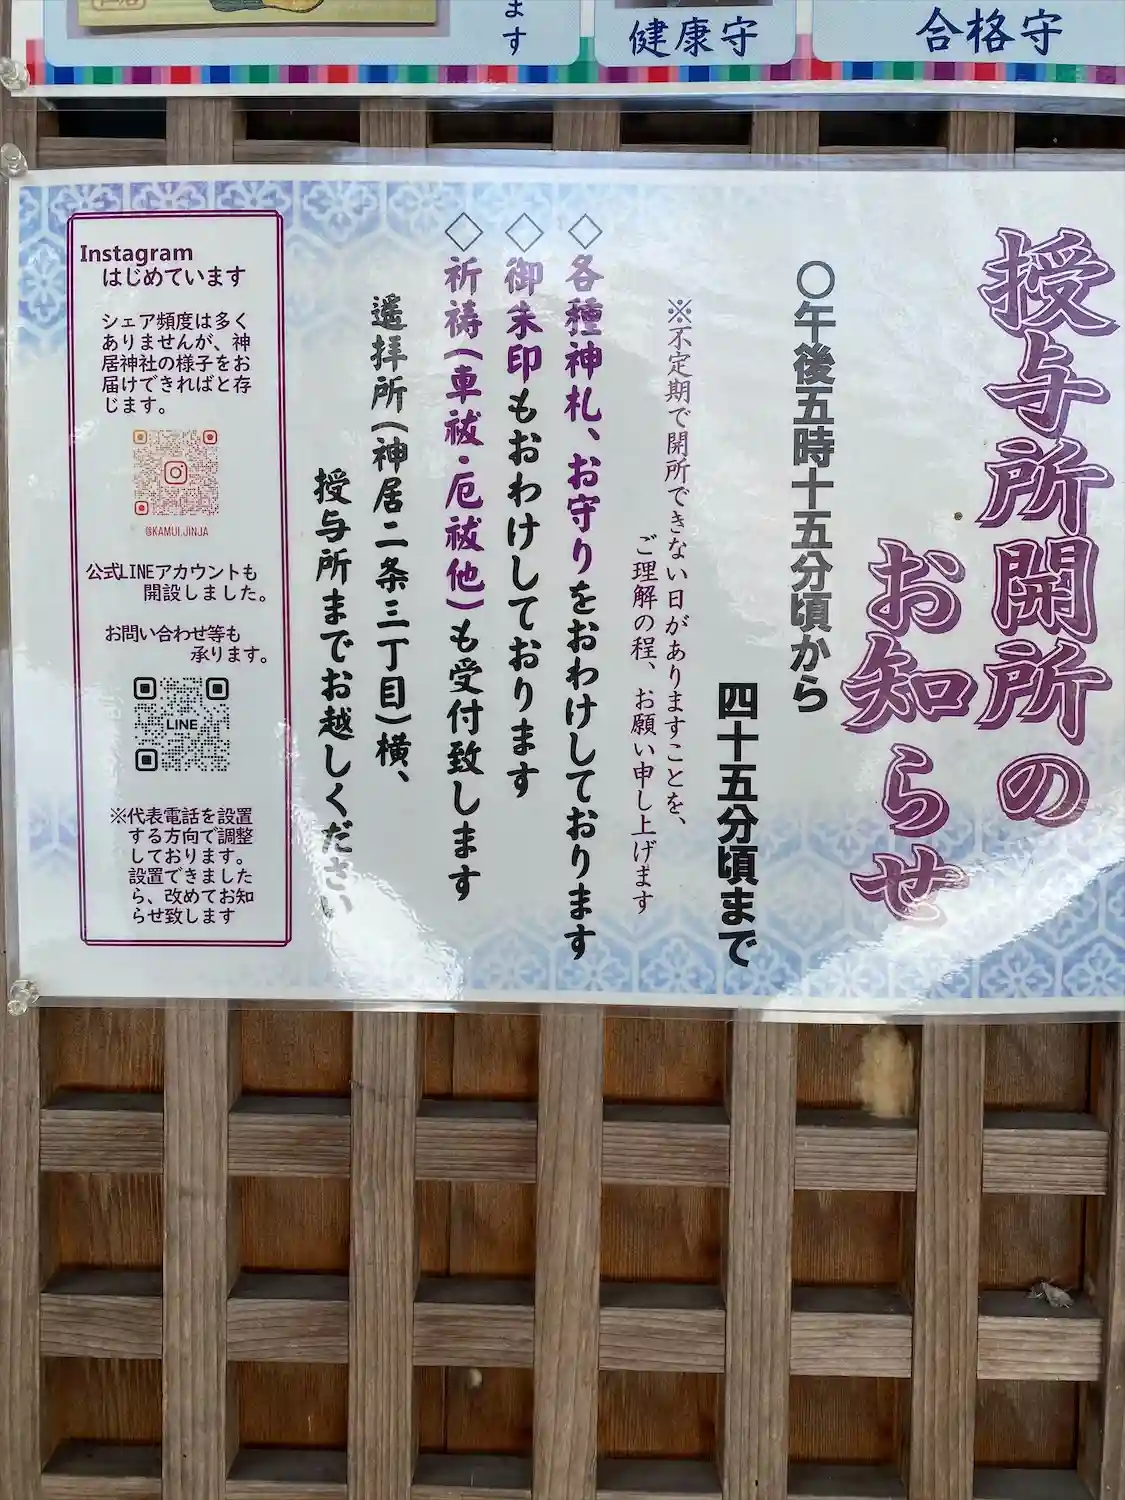 ます
健康守
合格守
授与所開所の
お知らせ
〇午後五時十五分頃から
四十五分頃まで
※不定期で開所できない日がありますことを、
ご理解の程、お願い申し上げます
◇各種神札、お守りをおわけしております
◇御朱印もおわけしております
◇祈祷(車祓・厄祓他)も受付致します
遙拝所(神居二条三丁目)横、
授与所までお越しください
Instagram
はじめています
シェア頻度は多く
ありませんが、神
居神社の様子をお
届けできればと存
じます。
@KAMUI.JINJA
公式LINEアカウントも
開設しました。
お問い合わせ等も
承ります。
LINE
※代表電話を設置
する方向で調整
しております。
設置できました
ら、改めてお知
らせ致します